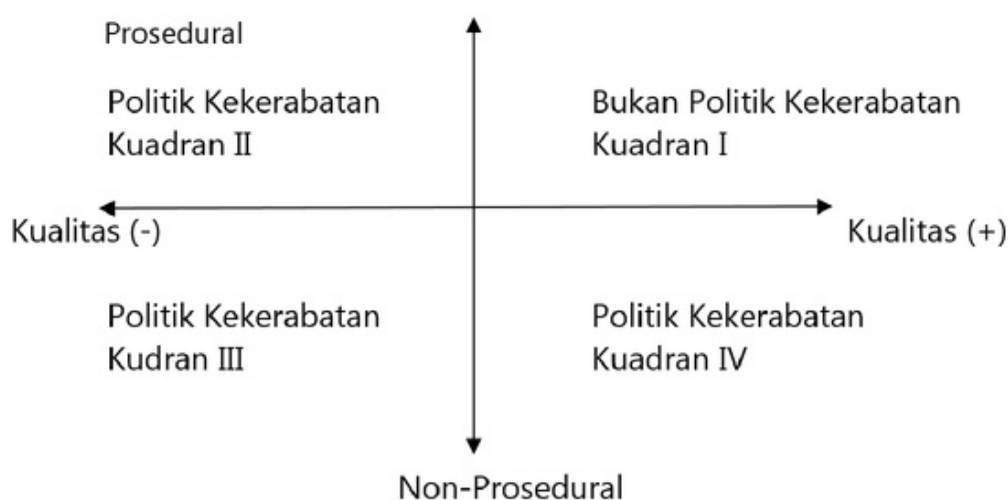 Prosedural
Politik Kekerabatan
Kuadran II
Bukan Politik Kekerabatan
Kuadran I
Kualitas (-)
Kualitas (+)
Politik Kekerabatan
Kudran III
Politik Kekerabatan
Kuadran IV
Non-Prosedural